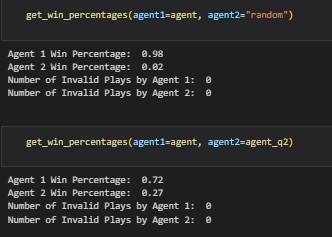 get_win_percentages(agent1=agent, agent2="random")
Agent 1 Win Percentage:  0.98
Agent 2 Win Percentage:  0.02
Number of Invalid Plays by Agent 1:  0
Number of Invalid Plays by Agent 2:  0
get_win_percentages(agent1=agent, agent2=agent_q2)
Agent 1 Win Percentage:  0.72
Agent 2 Win Percentage:  0.27
Number of Invalid Plays by Agent 1:  0
Number of Invalid Plays by Agent 2:  0